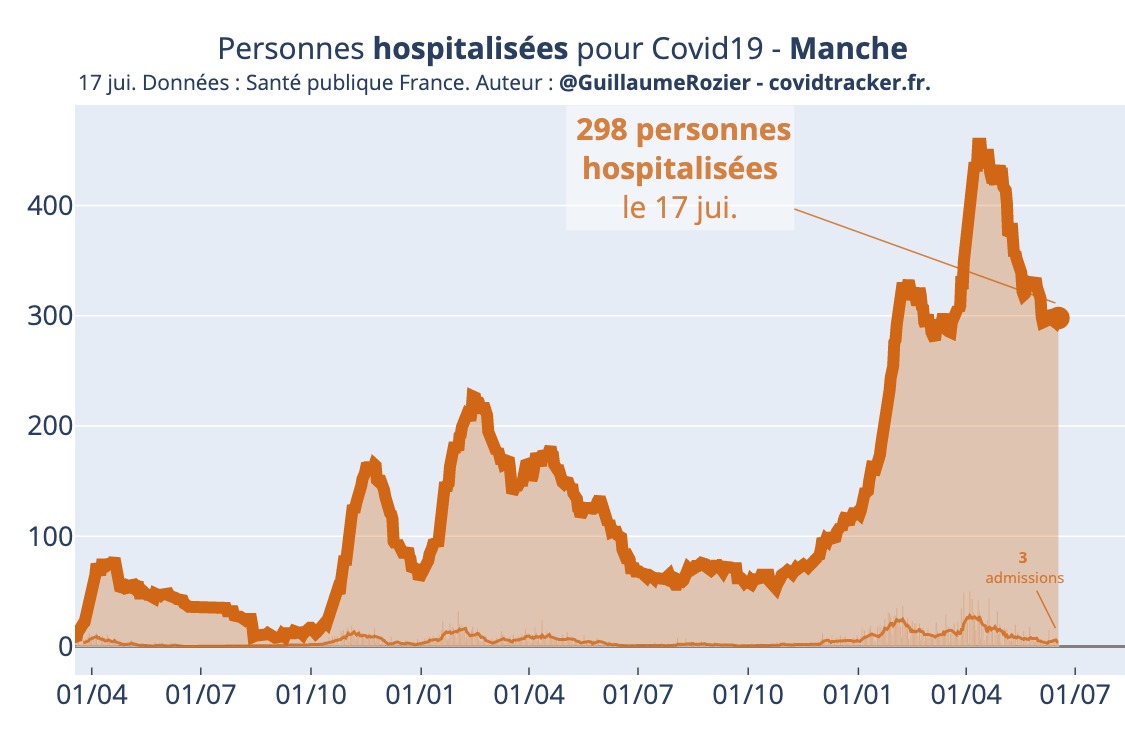 Personnes hospitalisées pour Covid19 - Manche
17 jui. Données : Santé publique France. Auteur : @GuillaumeRozier - covidtracker.fr.
298 personnes
hospitalisées
le 17 jui.
400
300
200
100
0
3
admissions
01/04 01/07 01/10 01/01 01/04 01/07 01/10 01/01 01/04 01/07